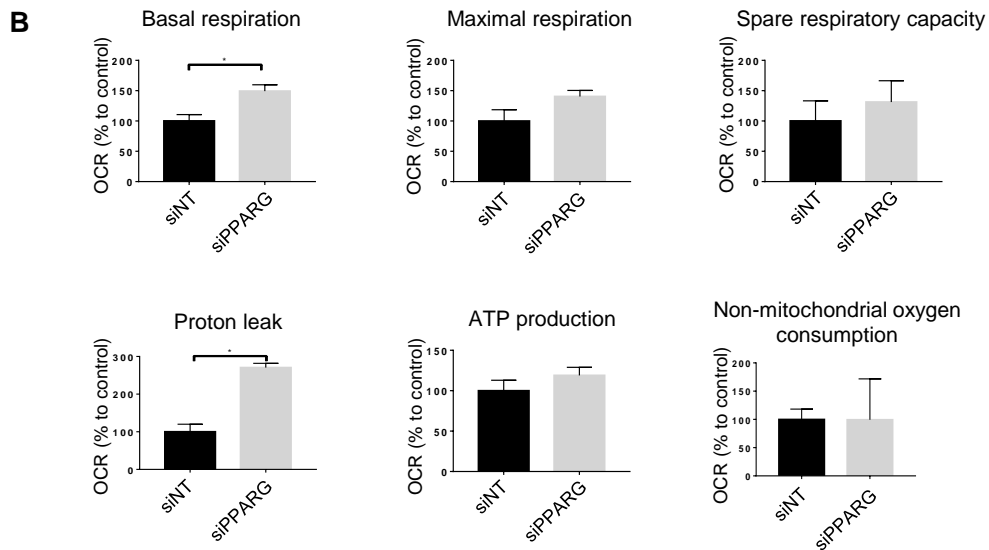 B
Basal respiration
OCR (% to control)
200
150
100
50
0
*
siNT
siPPARG
Maximal respiration
OCR (% to control)
200
150
100
50
0
siNT
siPPARG
Spare respiratory capacity
OCR (% to control)
200
150
100
50
0
siNT
siPPARG
Proton leak
OCR (% to control)
300
200
100
0
*
siNT
siPPARG
ATP production
OCR (% to control)
150
100
50
0
siNT
siPPARG
Non-mitochondrial oxygen
consumption
OCR (% to control)
200
150
100
50
0
siNT
siPPARG